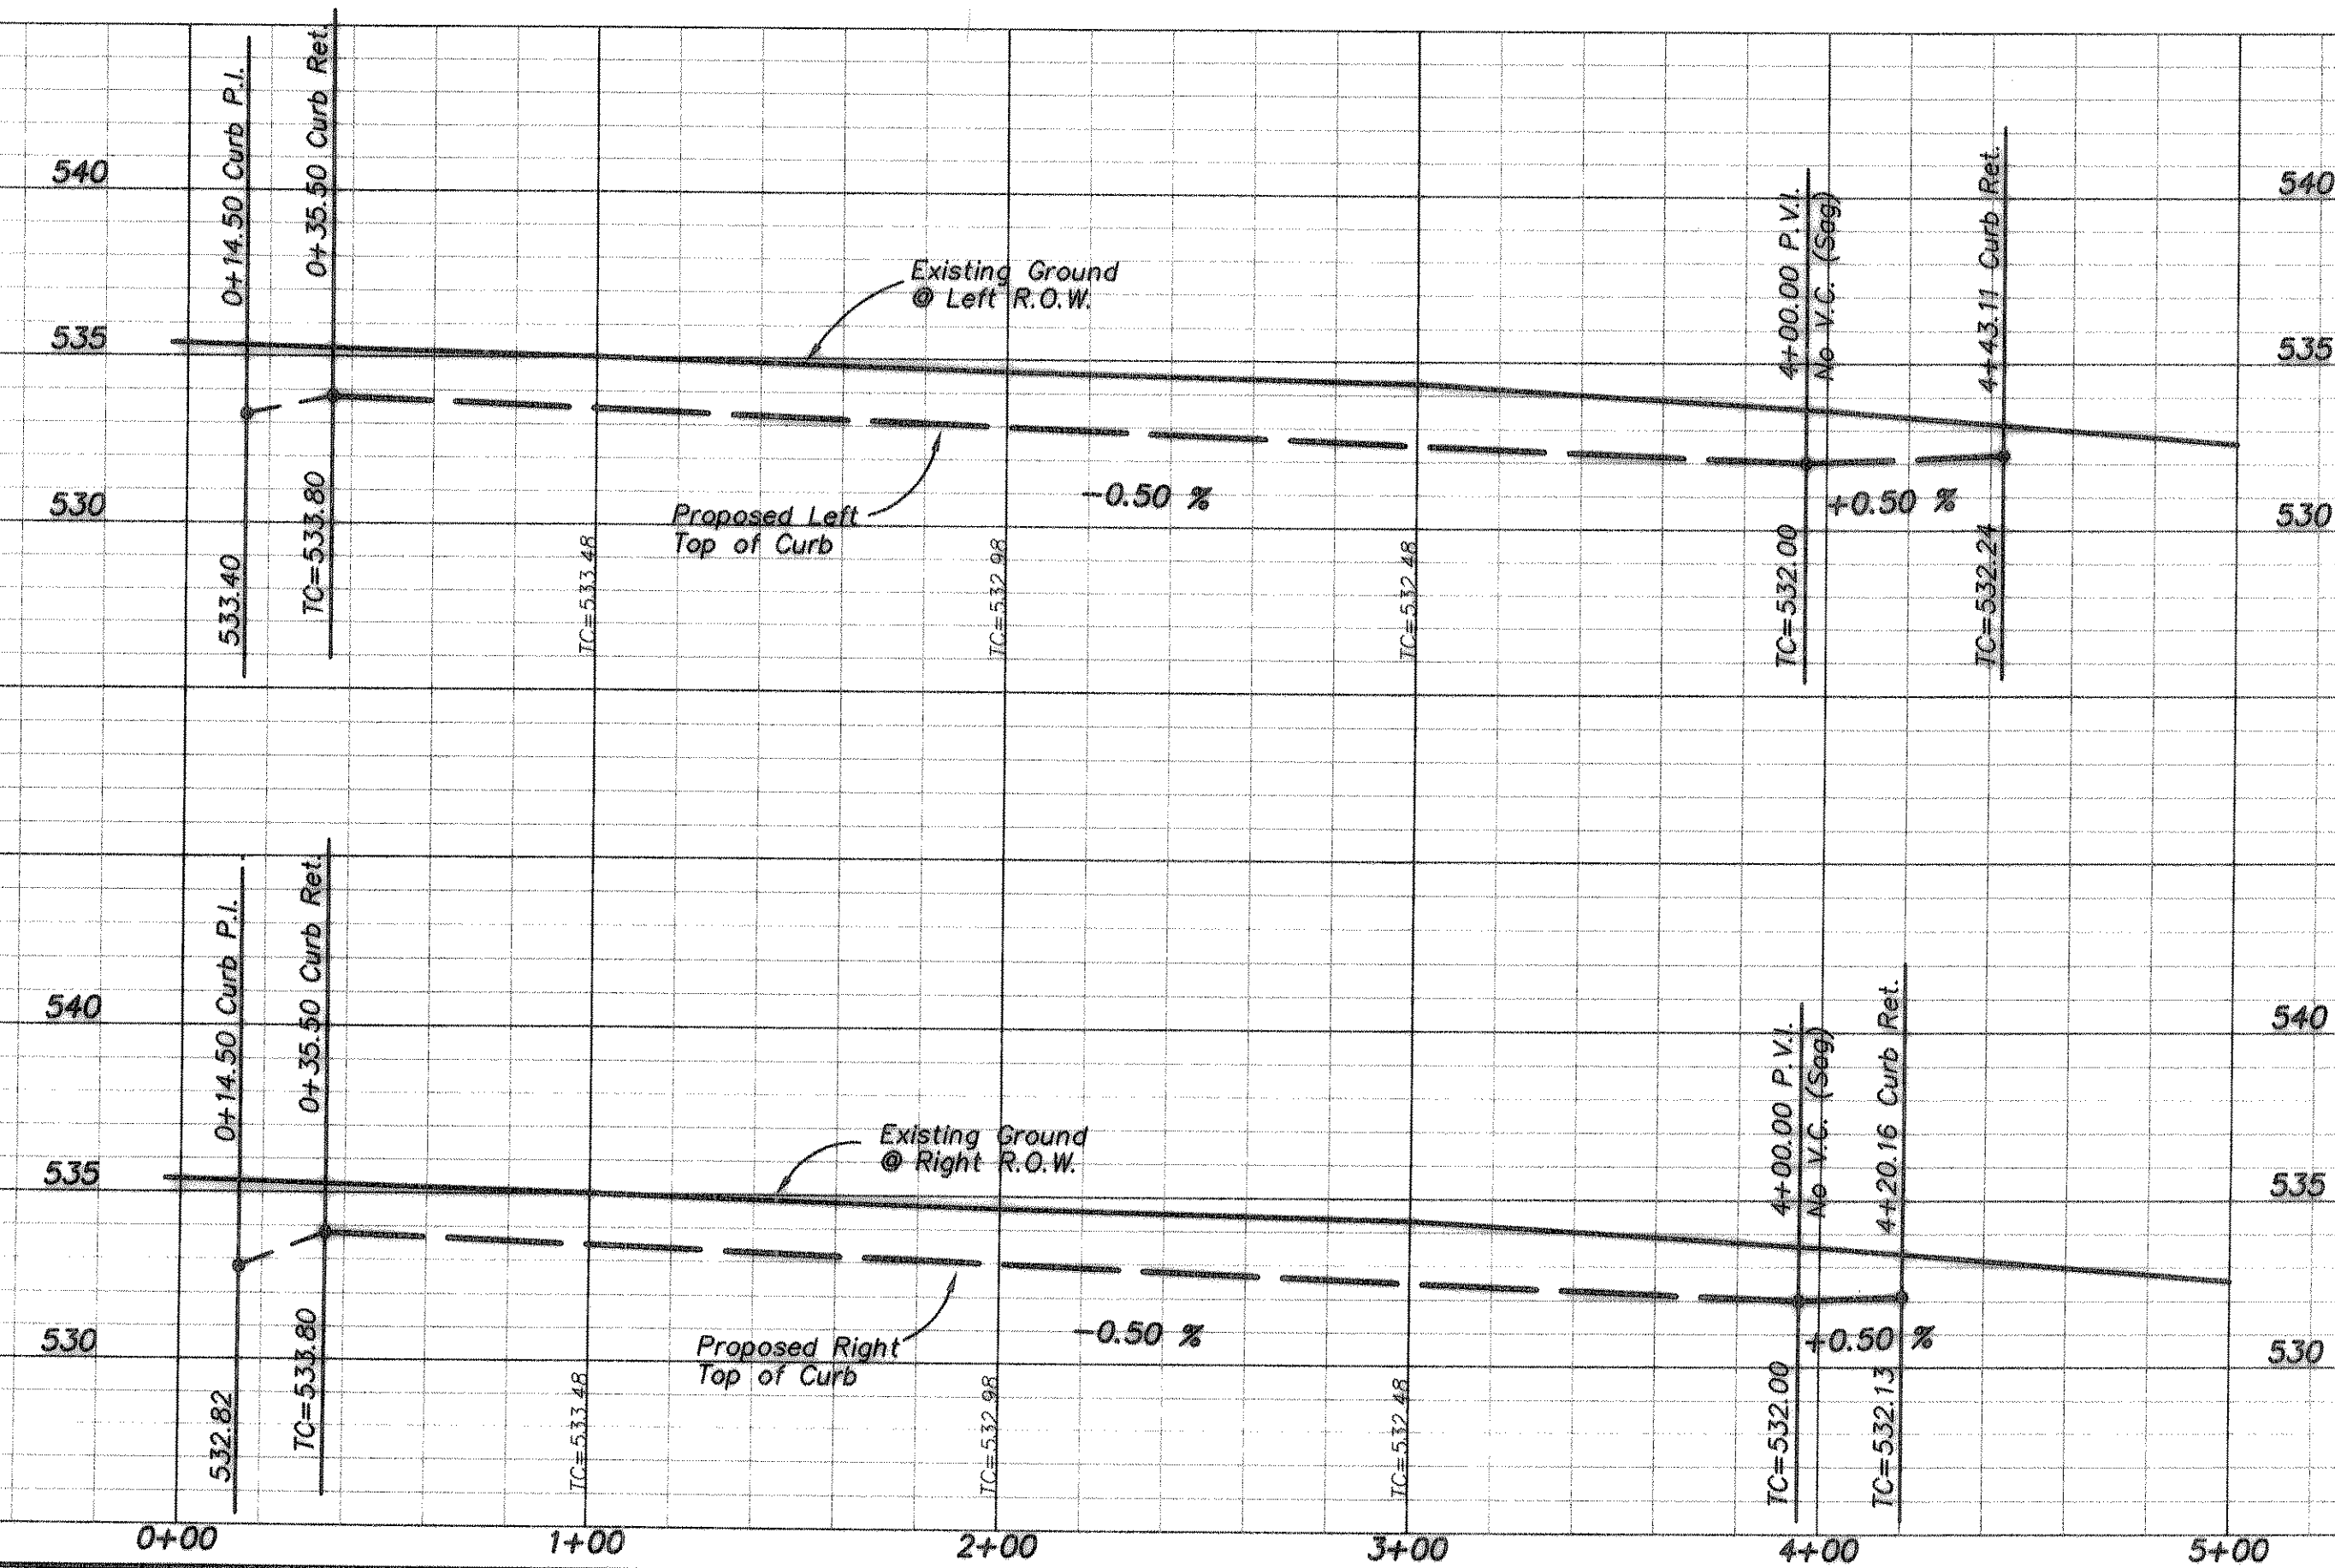 0+14.50 Curb P.I.
0+35.50 Curb Ret.
4+00.00 P.V.I.
No V.C. (Sag)
4+43.11 Curb Ret.
540
540
Existing Ground
@ Left R.O.W.
535
535
530
530
Proposed Left
Top of Curb
-0.50 %
+0.50 %
533.40
TC=533.80
TC=533.48
TC=532.98
TC=532.48
TC=532.00
TC=532.24
0+14.50 Curb P.I.
0+35.50 Curb Ret.
4+00.00 P.V.I.
No V.C. (Sag)
4+20.16 Curb Ret.
540
540
Existing Ground
@ Right R.O.W.
535
535
530
530
Proposed Right
Top of Curb
-0.50 %
+0.50 %
532.82
TC=533.80
TC=533.48
TC=532.98
TC=532.48
TC=532.00
TC=532.13
0+00
1+00
2+00
3+00
4+00
5+00